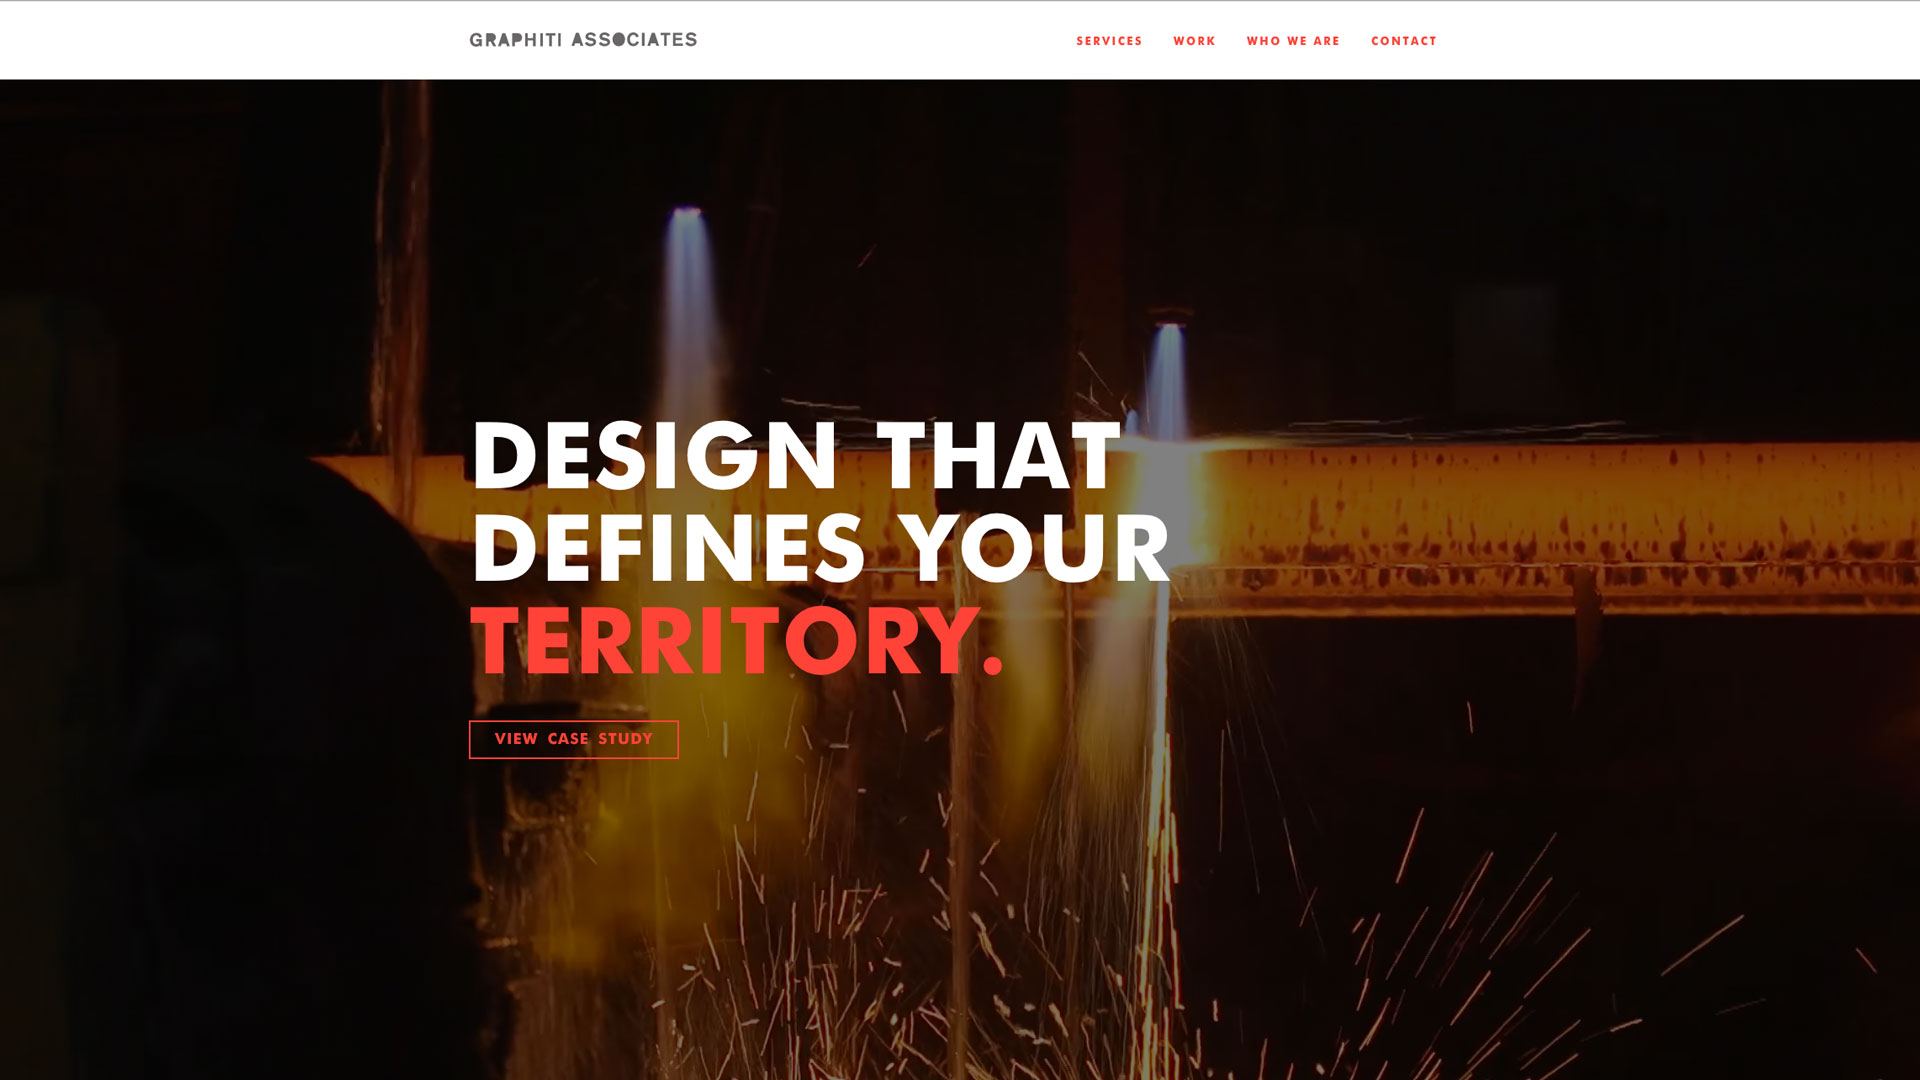 GRAPHITI ASSOCIATES
SERVICES WORK WHO WE ARE CONTACT
DESIGN THAT
DEFINES YOUR
TERRITORY.
VIEW CASE STUDY